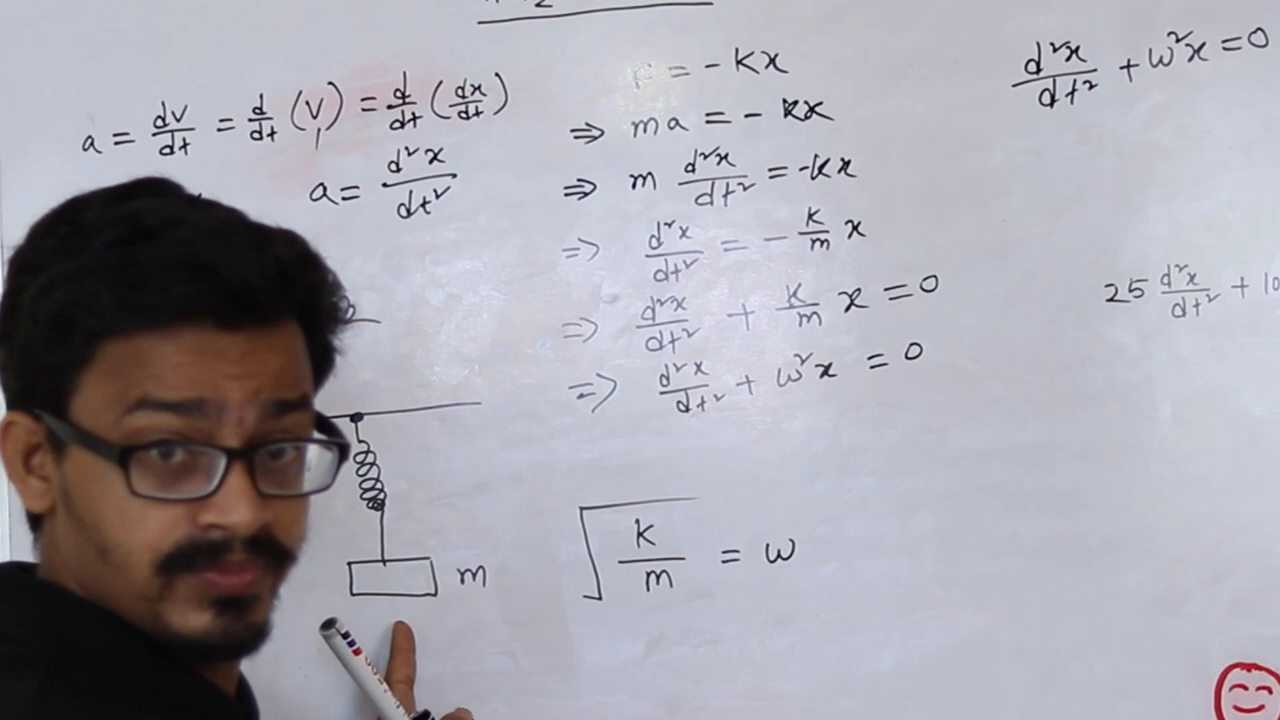 a = dv/dt = d/dt (v) = d/dt (dx/dt)
a = d²x/dt²
F = - kx
⇒ ma = - kx
⇒ m d²x/dt² = -kx
=> d²x/dt² = - k/m x
=> d²x/dt² + k/m x = 0
=> d²x/dt² + ω²x = 0
m
√(k/m) = ω
d²x/dt² + ω²x = 0
25 d²x/dt² + 10